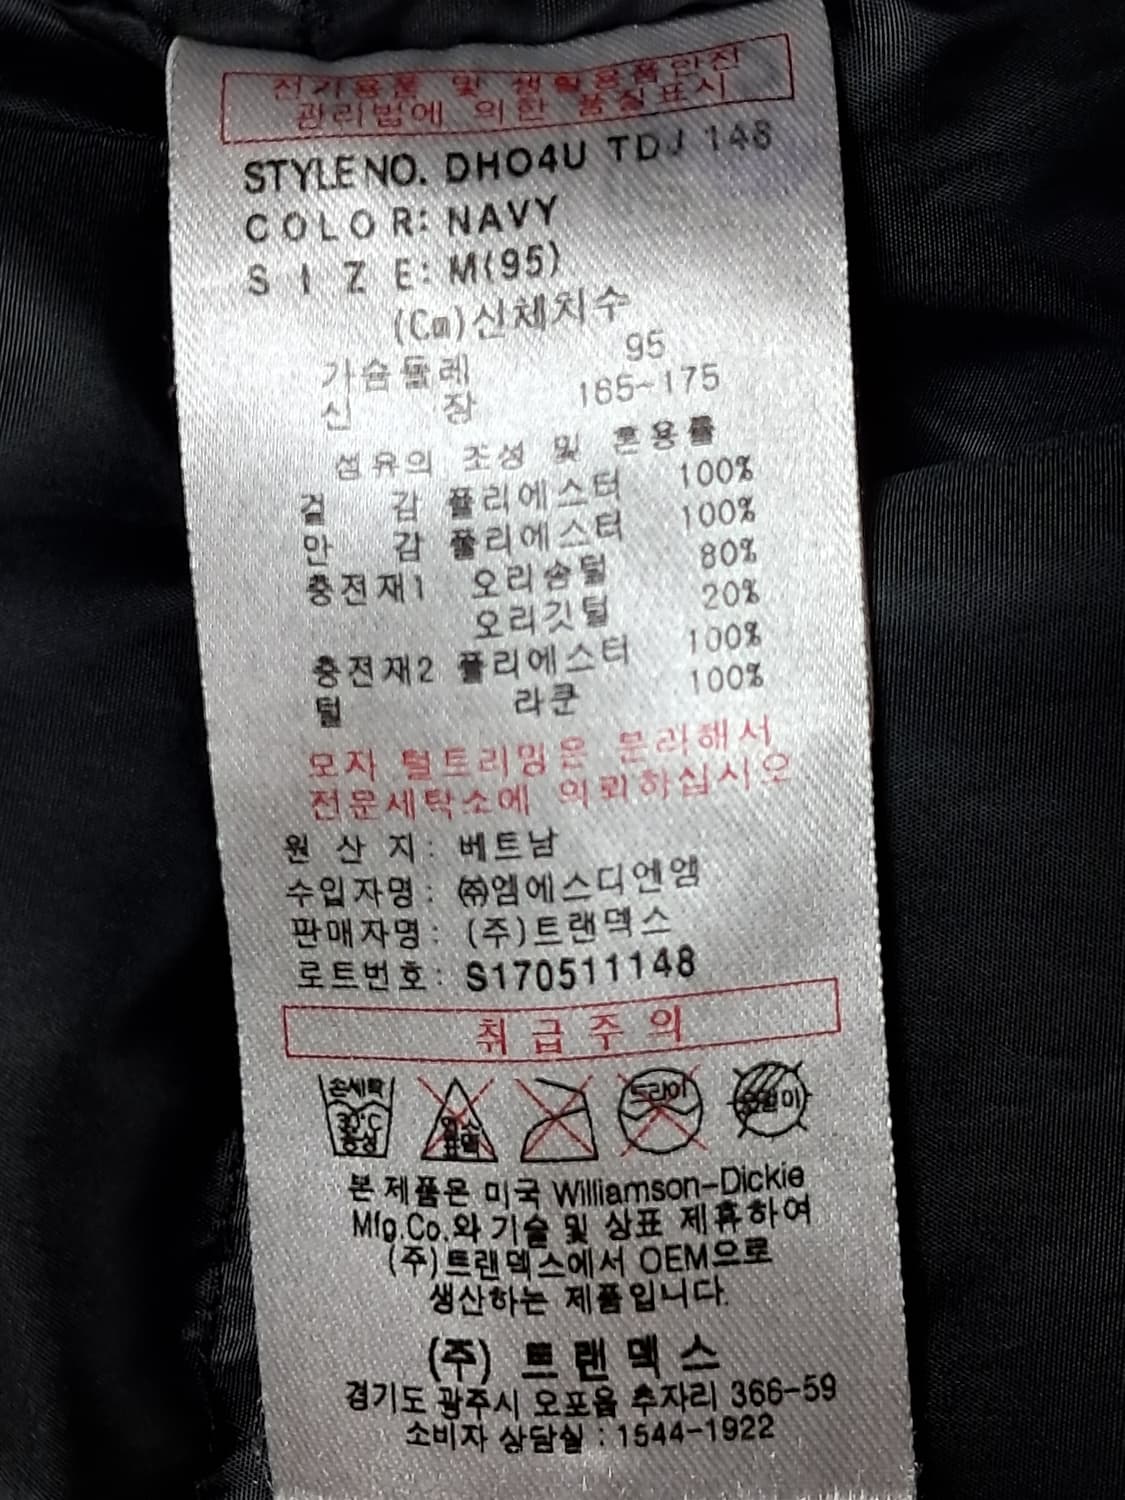 전기용품 및 생활용품안전
관리법에 의한 품질표시
STYLE NO. DH04U TDJ 148
COLOR: NAVY
SIZE: M(95)
(Cm)신체치수
가슴둘레 95
신 장 165~175
섬유의 조성 및 혼용률
겉 감 폴리에스터 100%
안 감 폴리에스터 100%
충전재1 오리솜털 80%
오리깃털 20%
충전재2 폴리에스터 100%
털 라쿤 100%
모자 털트리밍은 분리해서
전문세탁소에 의뢰하십시오
원 산 지: 베트남
수입자명: ㈜엠에스디엔엠
판매자명: (주)트랜덱스
로트번호: S170511148
취급주의
손세탁 30°C 중성 염소표백 드라이 옷걸이
본 제품은 미국 Williamson-Dickie
Mfg.Co.와 기술 및 상표 제휴하여
(주)트랜덱스에서 OEM으로
생산하는 제품입니다.
(주) 트랜덱스
경기도 광주시 오포읍 추자리 366-59
소비자 상담실 : 1544-1922